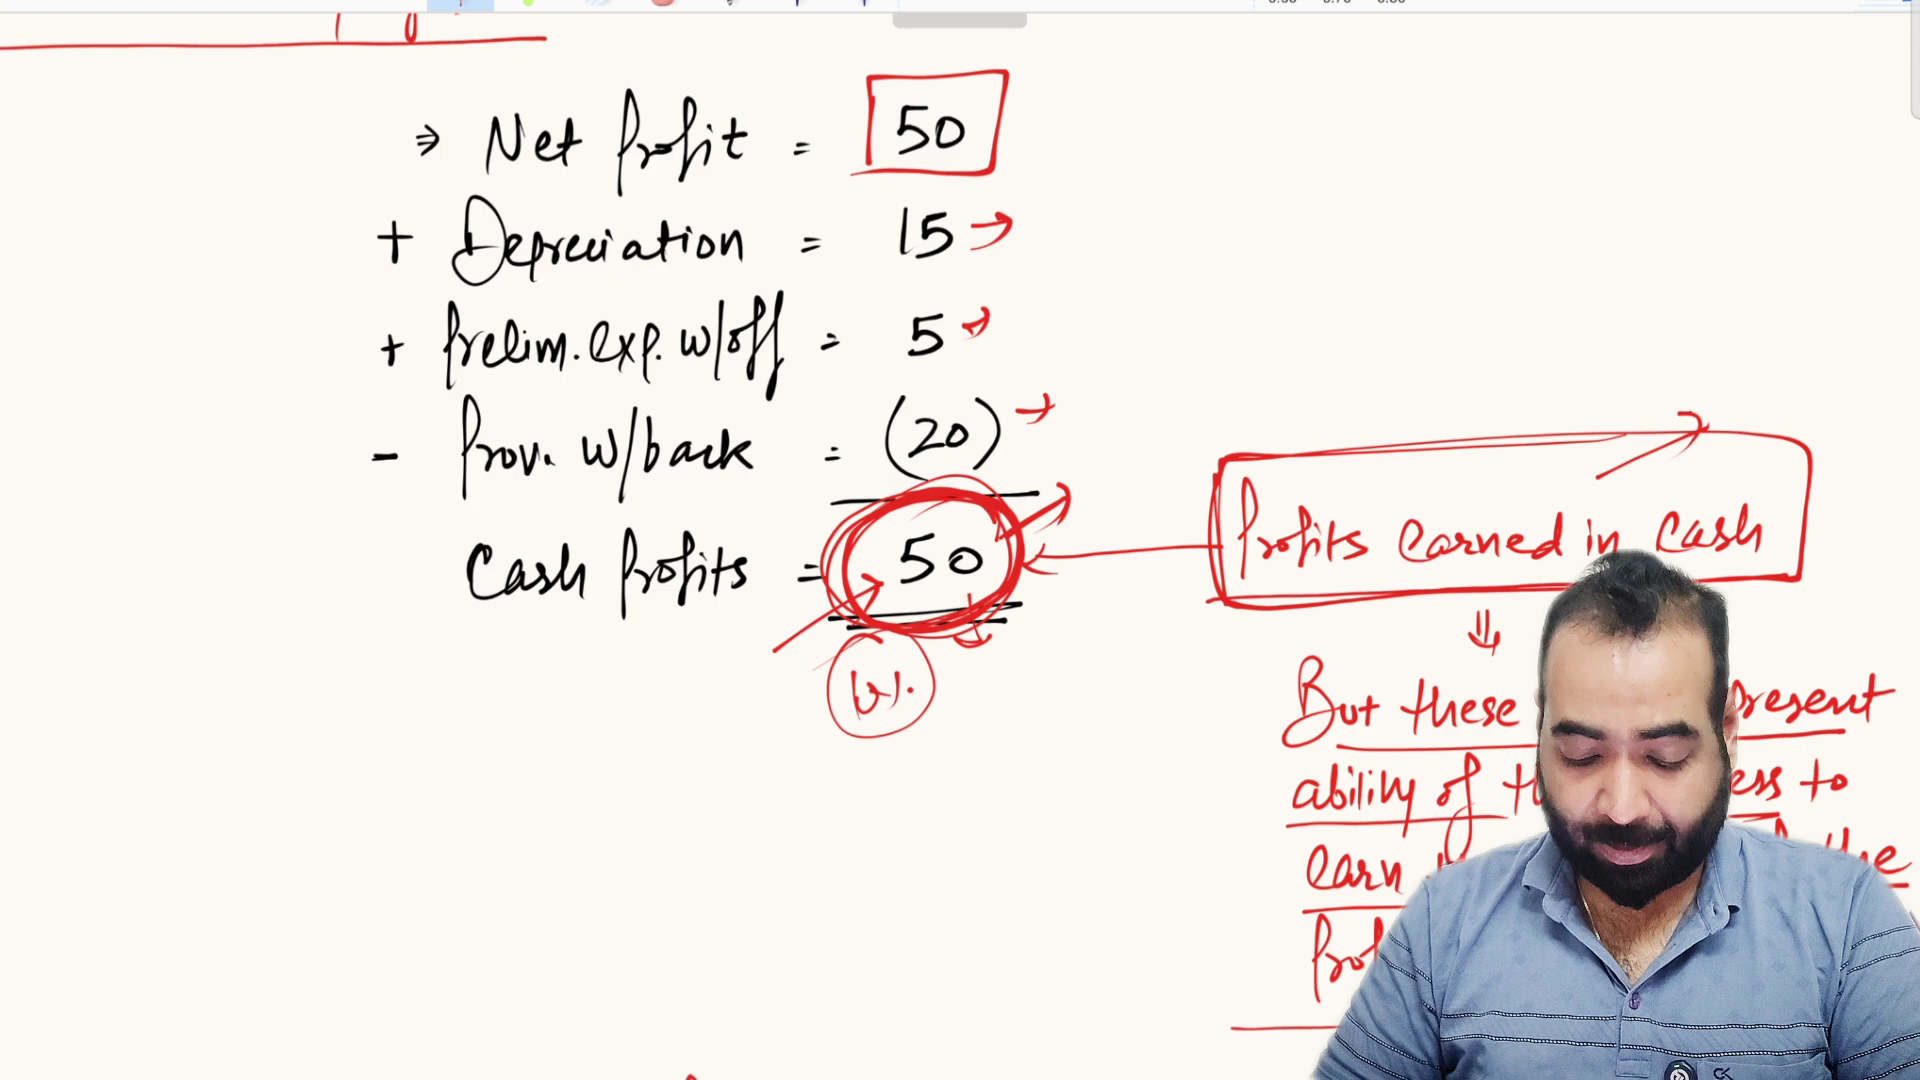 ⇒ Net Profit = 50
+ Depreciation = 15 →
+ Prelim. exp. w/off = 5 →
- Prov. w/back = (20) →
Cash Profits = 50
Profits earned in cash
But these present
ability of ess to
earn